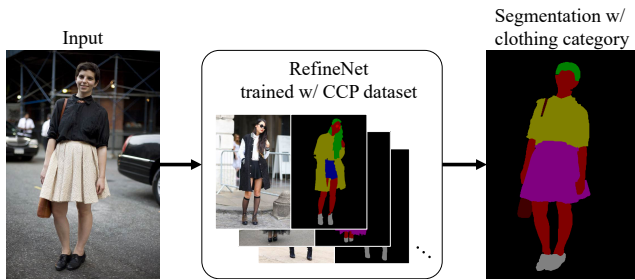 Input
RefineNet
trained w/ CCP dataset
Segmentation w/
clothing category